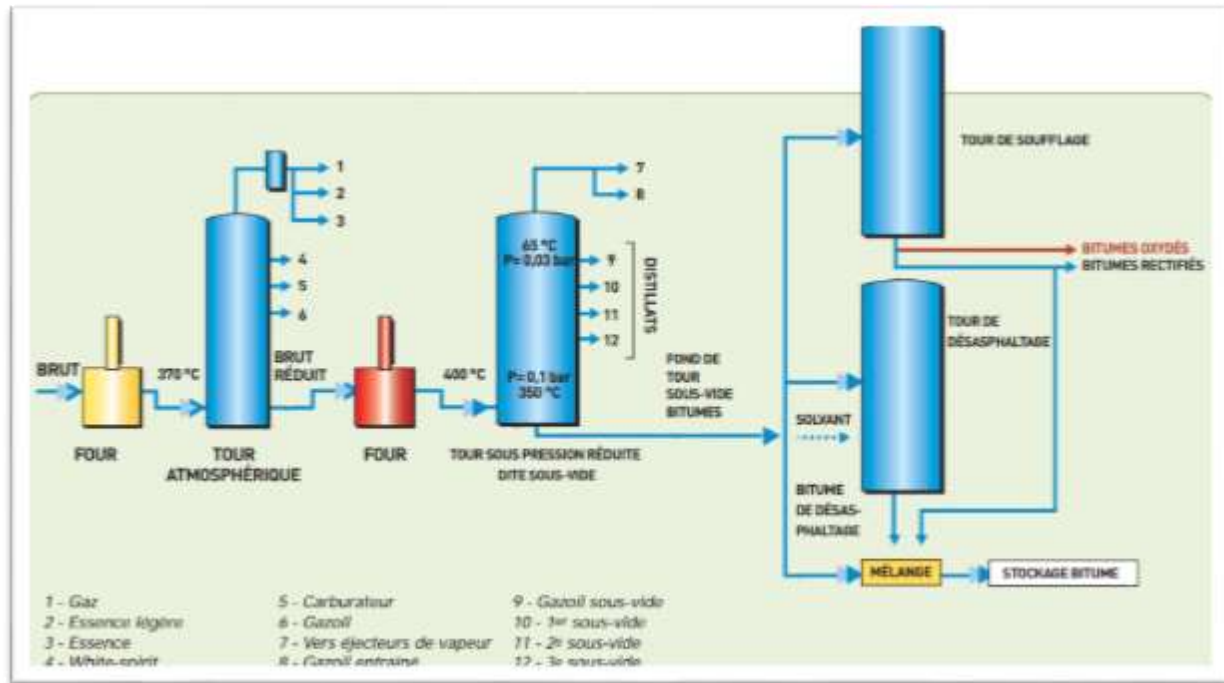 TOUR DE SOUFFLAGE
1
2
3
7
8
65 °C
P= 0,03 bar
4
5
6
9
10
11
12
DISTILLATS
BITUMES OXYDÉS
BITUMES RECTIFIÉS
TOUR DE
DÉSASPHALTAGE
BRUT
370 °C
BRUT
RÉDUIT
400 °C
P= 0,1 bar
350 °C
FOND DE
TOUR
SOUS-VIDE
BITUMES
SOLVANT
FOUR
TOUR
ATMOSPHÉRIQUE
FOUR
TOUR SOUS PRESSION RÉDUITE
DITE SOUS-VIDE
BITUME
DE DÉSAS-
PHALTAGE
MÉLANGE
STOCKAGE BITUME
1 - Gaz
2 - Essence légère
3 - Essence
4 - White-spirit
5 - Carburateur
6 - Gazoil
7 - Vers éjecteurs de vapeur
8 - Gazoil entrainé
9 - Gazoil sous-vide
10 - 1er sous-vide
11 - 2e sous-vide
12 - 3e sous-vide